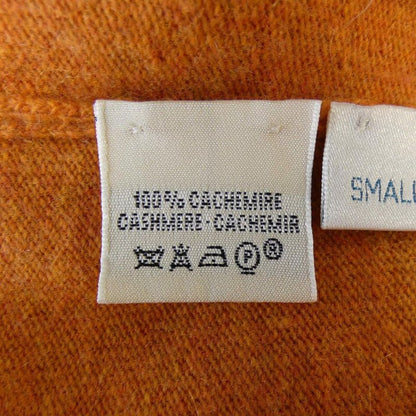 100% CACHEMIRE
CASHMERE · CACHEMIR
P ®
SMALL